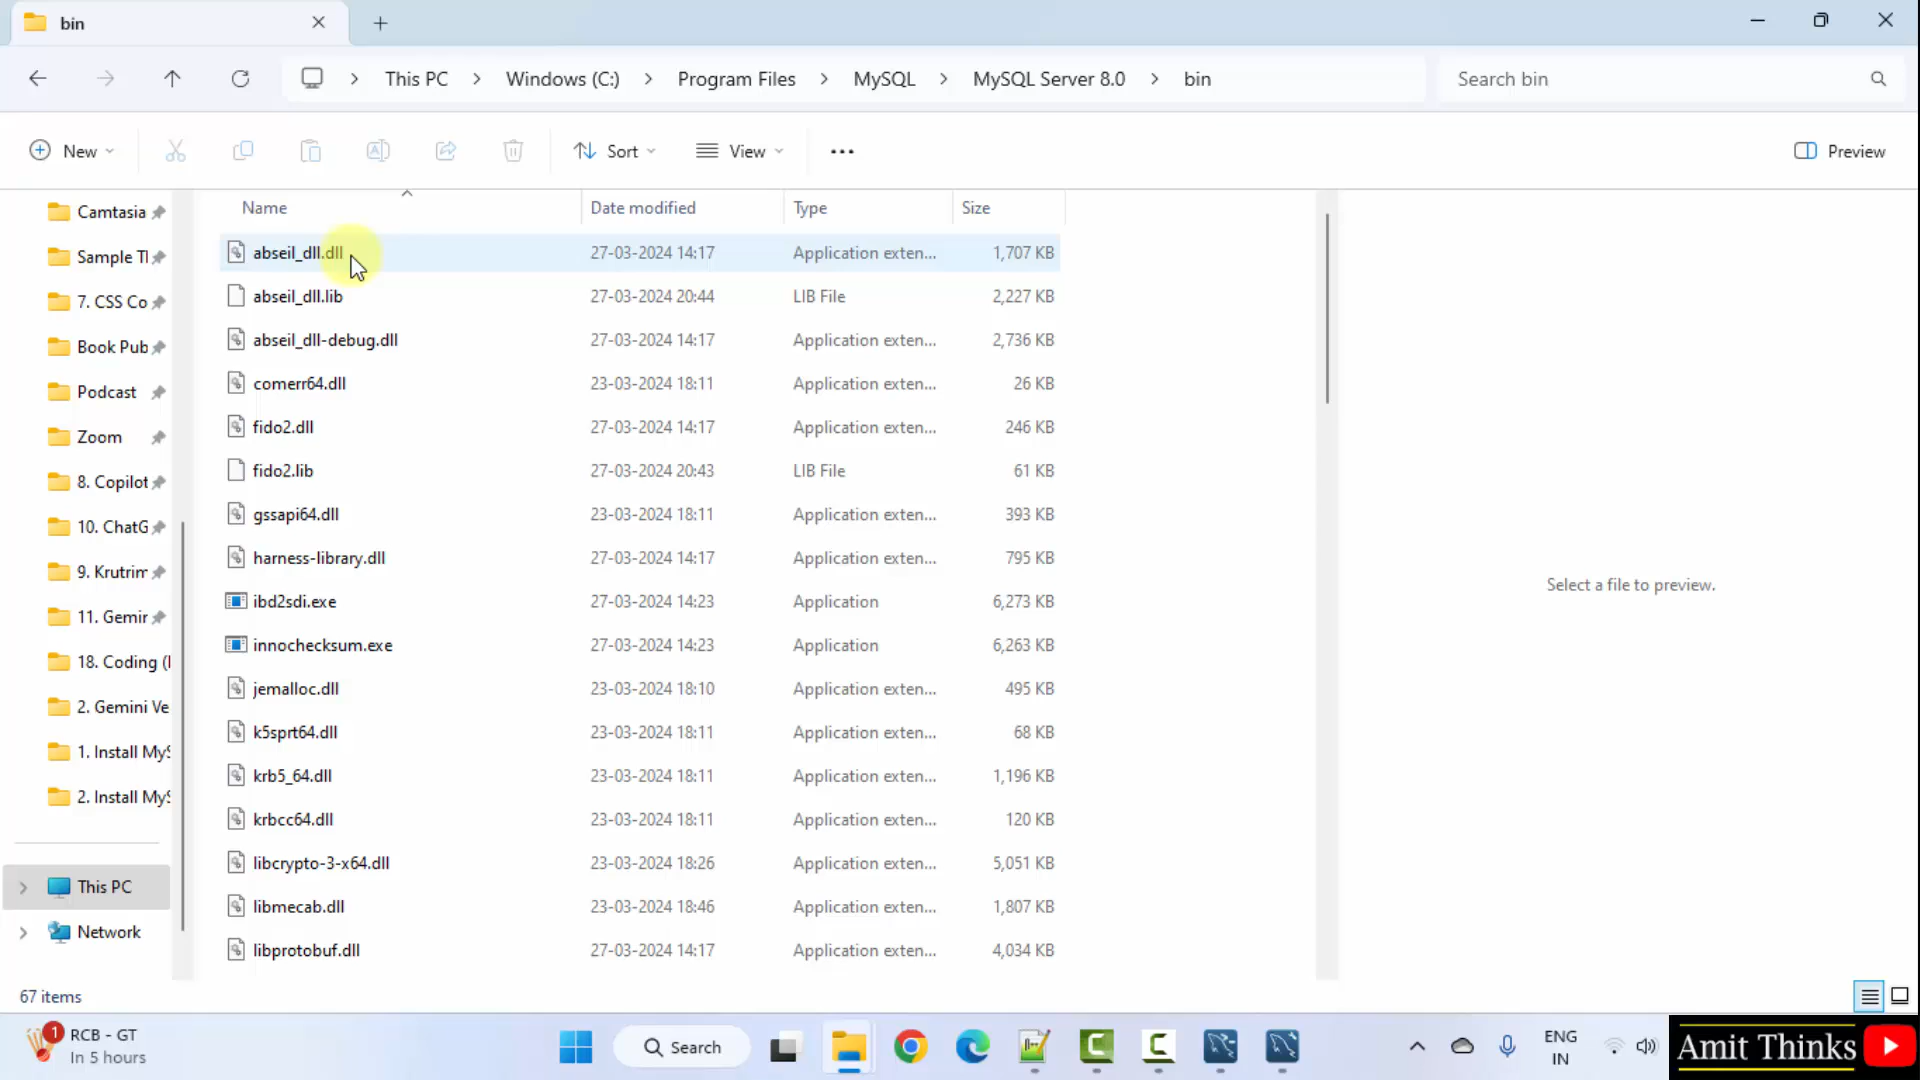 bin
This PC > Windows (C:) > Program Files > MySQL > MySQL Server 8.0 > bin
Search bin
New
Sort
View
Preview
Camtasia
Sample Tl
7. CSS Co
Book Pub
Podcast
Zoom
8. Copilot
10. ChatG
9. Krutrim
11. Gemir
18. Coding (
2. Gemini Ve
1. Install MyS
2. Install MyS
This PC
Network
Name Date modified Type Size
abseil_dll.dll 27-03-2024 14:17 Application exten... 1,707 KB
abseil_dll.lib 27-03-2024 20:44 LIB File 2,227 KB
abseil_dll-debug.dll 27-03-2024 14:17 Application exten... 2,736 KB
comerr64.dll 23-03-2024 18:11 Application exten... 26 KB
fido2.dll 27-03-2024 14:17 Application exten... 246 KB
fido2.lib 27-03-2024 20:43 LIB File 61 KB
gssapi64.dll 23-03-2024 18:11 Application exten... 393 KB
harness-library.dll 27-03-2024 14:17 Application exten... 795 KB
ibd2sdi.exe 27-03-2024 14:23 Application 6,273 KB
innochecksum.exe 27-03-2024 14:23 Application 6,263 KB
jemalloc.dll 23-03-2024 18:10 Application exten... 495 KB
k5sprt64.dll 23-03-2024 18:11 Application exten... 68 KB
krb5_64.dll 23-03-2024 18:11 Application exten... 1,196 KB
krbcc64.dll 23-03-2024 18:11 Application exten... 120 KB
libcrypto-3-x64.dll 23-03-2024 18:26 Application exten... 5,051 KB
libmecab.dll 23-03-2024 18:46 Application exten... 1,807 KB
libprotobuf.dll 27-03-2024 14:17 Application exten... 4,034 KB
Select a file to preview.
67 items
1
RCB - GT
In 5 hours
Search
ENG
IN
Amit Thinks